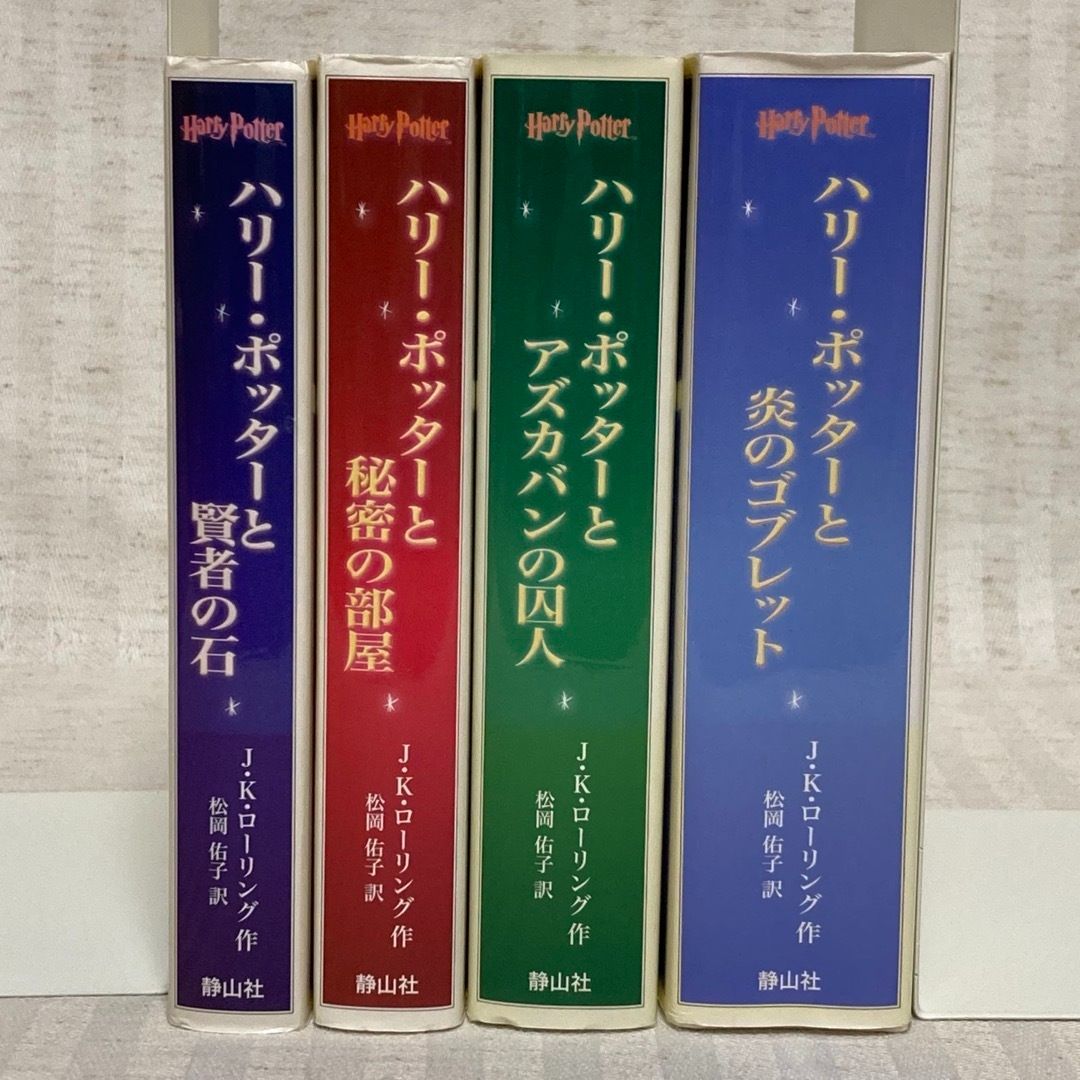 Harry Potter
ハリー・ポッターと
賢者の石
J・K・ローリング 作
松岡 佑子 訳
静山社
Harry Potter
ハリー・ポッターと
秘密の部屋
J・K・ローリング 作
松岡 佑子 訳
静山社
Harry Potter
ハリー・ポッターと
アズカバンの囚人
J・K・ローリング 作
松岡 佑子 訳
静山社
Harry Potter
ハリー・ポッターと
炎のゴブレット
J・K・ローリング 作
松岡 佑子 訳
静山社